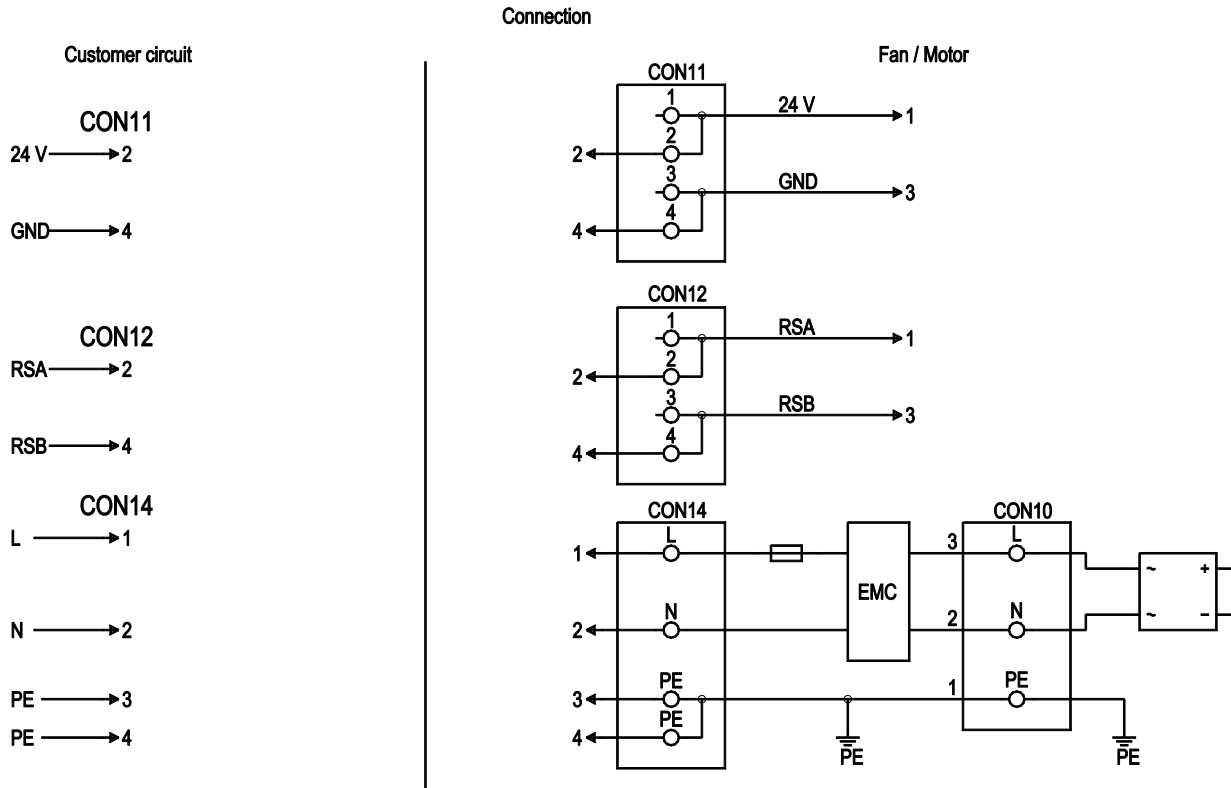 Connection
Customer circuit
Fan / Motor
CON11
24 V 2
GND 4
CON12
RSA 2
RSB 4
CON14
L 1
N 2
PE 3
PE 4
CON11
1 24 V 1
2 2
3 GND 3
4 4
CON12
1 RSA 1
2 2
3 RSB 3
4 4
CON14
CON10
1 L 3 L ~ +
EMC
2 N 2 N ~ −
3 PE 1 PE
4 PE
PE PE